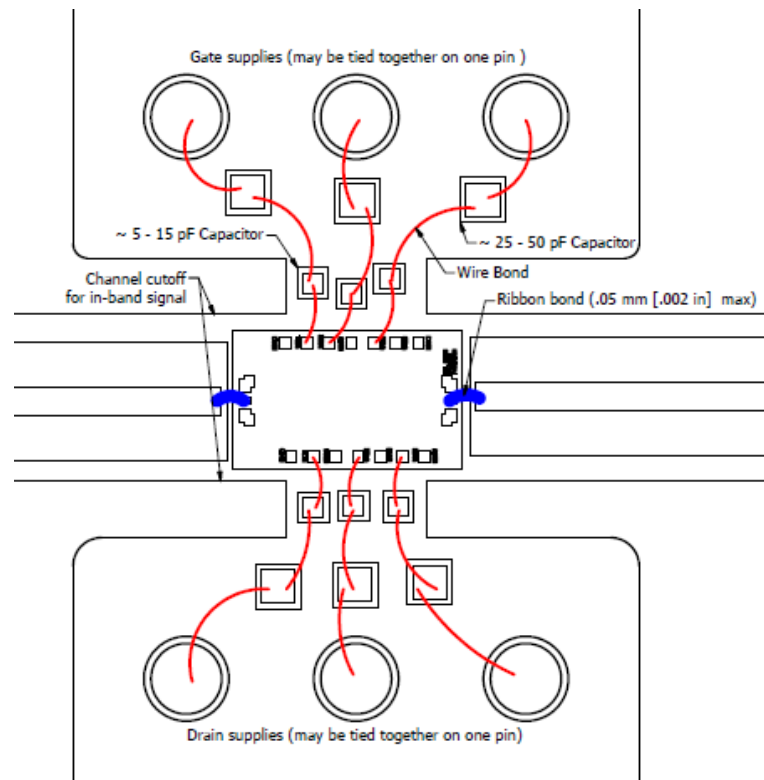 Gate supplies (may be tied together on one pin )
~ 5 - 15 pF Capacitor
~ 25 - 50 pF Capacitor
Wire Bond
Channel cutoff
for in-band signal
Ribbon bond (.05 mm [.002 in]  max)
Drain supplies (may be tied together on one pin)